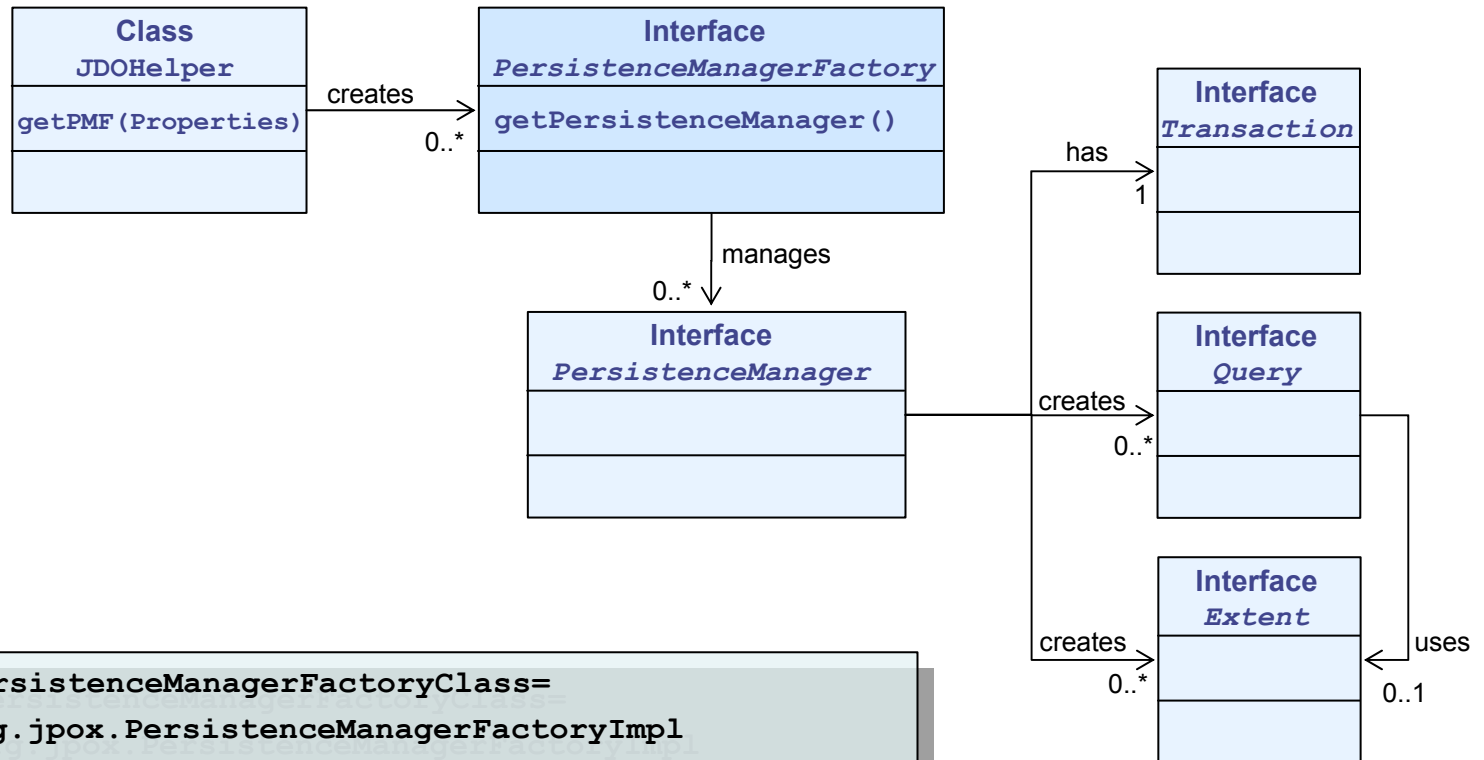 Class
JDOHelper
getPMF(Properties)
creates
0..*
Interface
PersistenceManagerFactory
getPersistenceManager()
manages
0..*
Interface
PersistenceManager
has
1
Interface
Transaction
creates
0..*
Interface
Query
creates
0..*
Interface
Extent
uses
0..1
rsistenceManagerFactoryClass=
g.jpox.PersistenceManagerFactoryImpl